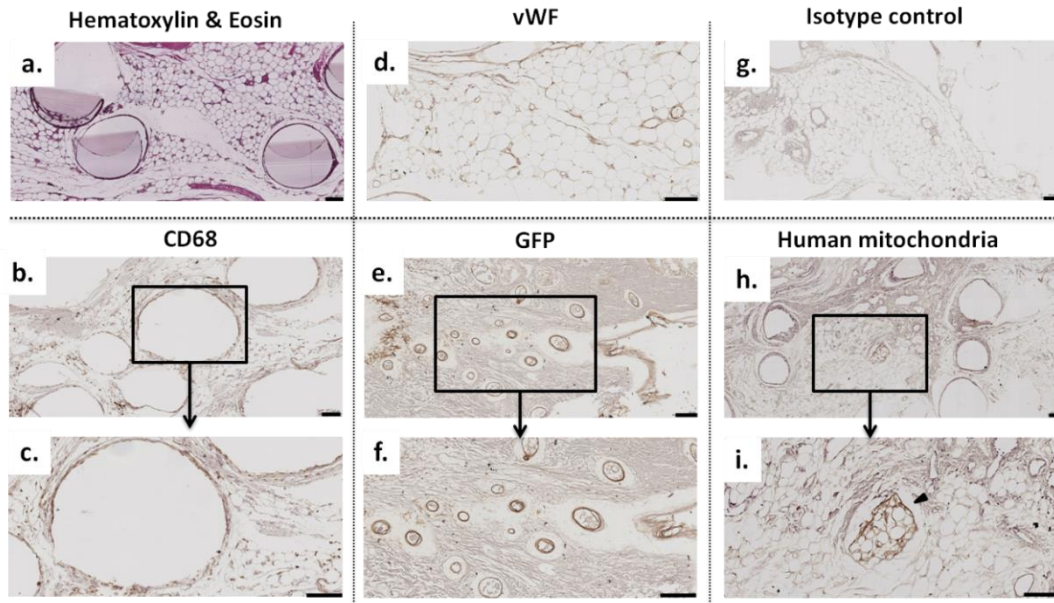 Hematoxylin & Eosin
vWF
Isotype control
a.
d.
g.
CD68
GFP
Human mitochondria
b.
e.
h.
c.
f.
i.